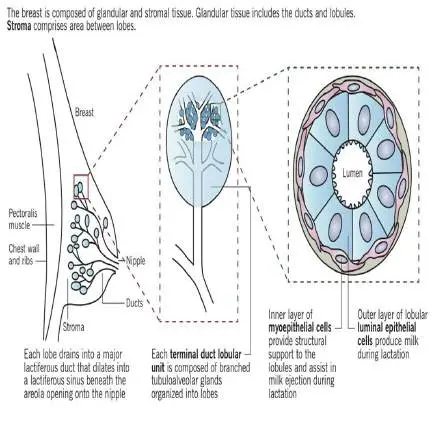 The breast is composed of glandular and stromal tissue. Glandular tissue includes the ducts and lobules.
Stroma comprises area between lobes.
Breast
Lumen
Pectoralis
muscle
Chest wall
and ribs
Nipple
Ducts
Stroma
Each lobe drains into a major
lactiferous duct that dilates into
a lactiferous sinus beneath the
areola opening onto the nipple
Each terminal duct lobular
unit is composed of branched
tubuloalveolar glands
organized into lobes
Inner layer of
myoepithelial cells
provide structural
support to the
lobules and assist in
milk ejection during
lactation
Outer layer of lobular
luminal epithelial
cells produce milk
during lactation